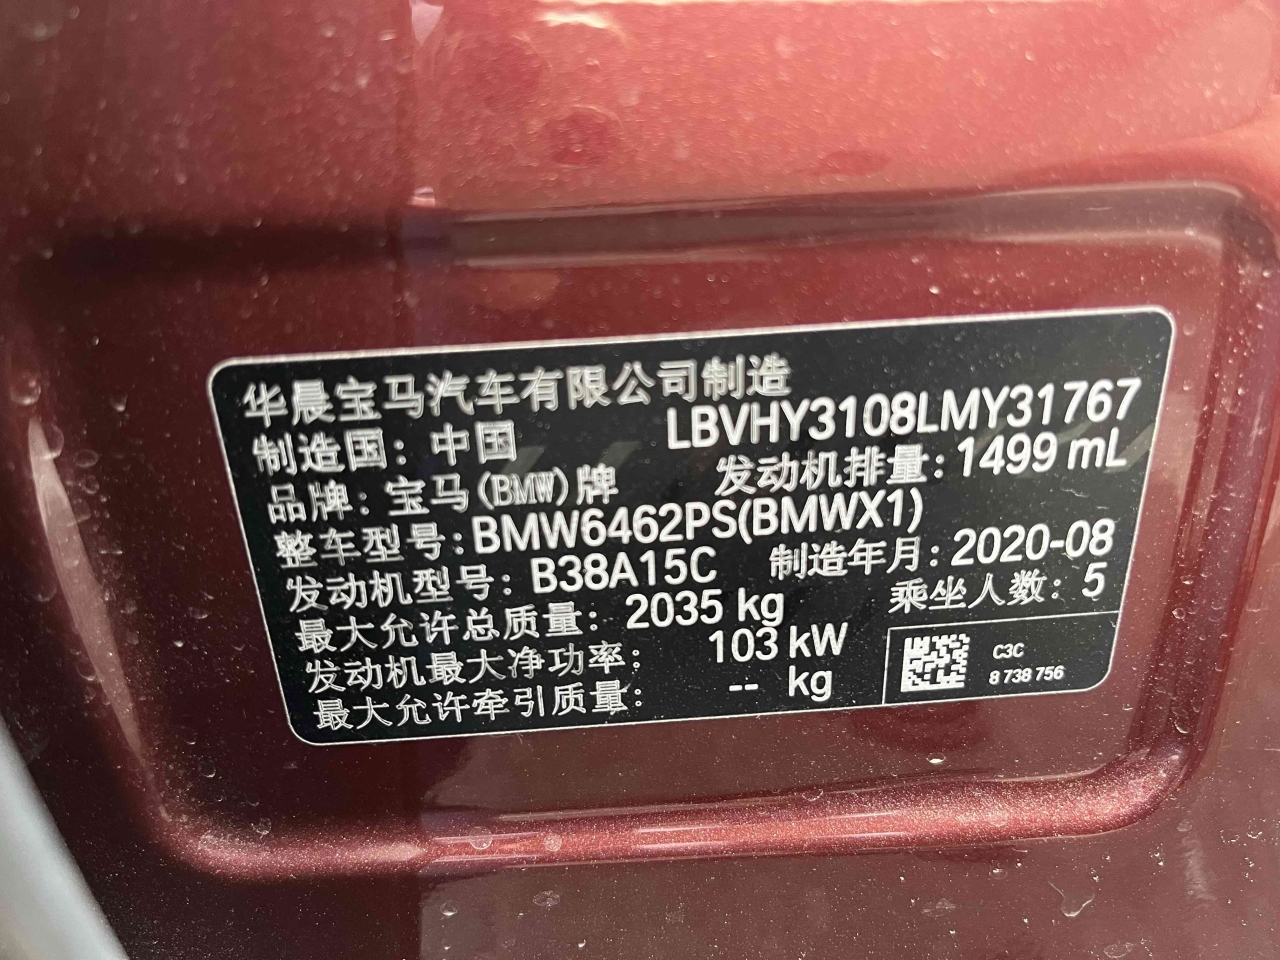 华晨宝马汽车有限公司制造
制造国：中国 LBVHY3108LMY31767
品牌：宝马(BMW)牌 发动机排量：1499 mL
整车型号：BMW6462PS(BMWX1)
发动机型号：B38A15C 制造年月：2020-08
最大允许总质量：2035 kg 乘坐人数：5
发动机最大净功率：103 kW
最大允许牵引质量：-- kg
C3C
8 738 756